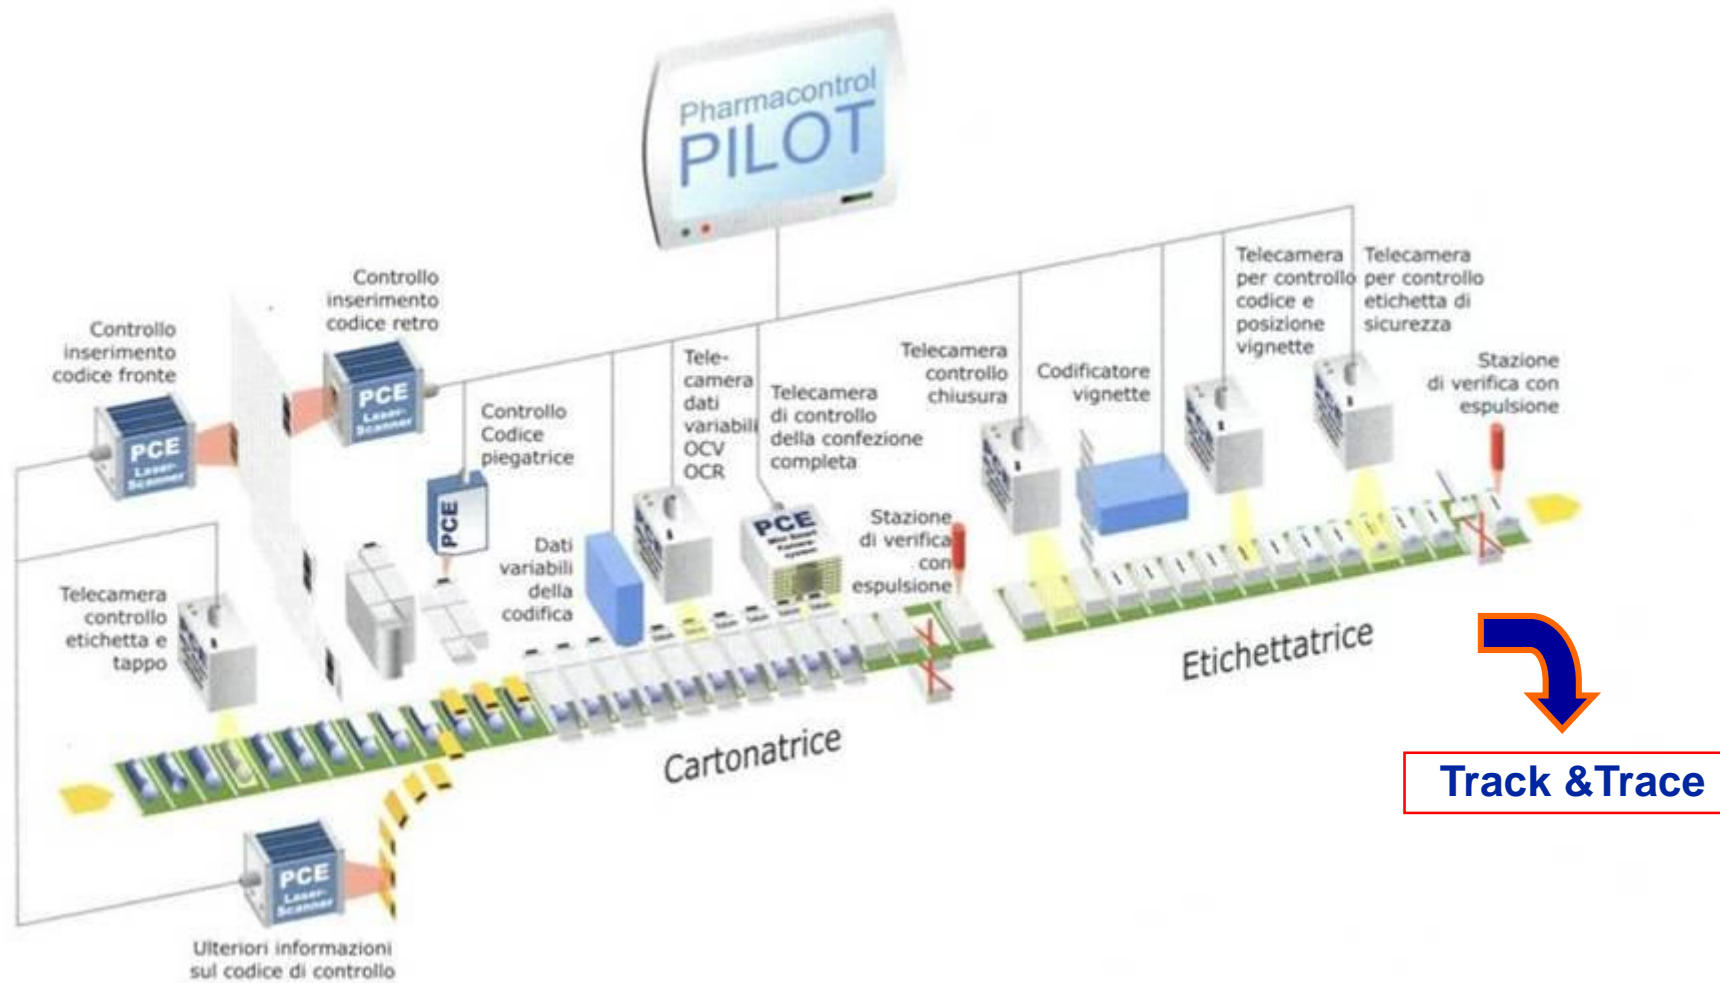 Pharmacontrol
PILOT
Controllo
inserimento
codice retro
Controllo
inserimento
codice fronte
PCE
Laser-
Scanner
PCE
Laser-
Scanner
Controllo
Codice
piegatrice
PCE
Tele-
camera
dati
variabili
OCV
OCR
Telecamera
di controllo
della confezione
completa
PCE
Telecamera
controllo
chiusura
Codificatore
vignette
Telecamera
per controllo
codice e
posizione
vignette
Telecamera
per controllo
etichetta di
sicurezza
Stazione
di verifica con
espulsione
Dati
variabili
della
codifica
Stazione
di verifica
con
espulsione
Telecamera
controllo
etichetta e
tappo
Cartonatrice
Etichettatrice
Track &Trace
PCE
Laser-
Scanner
Ulteriori informazioni
sul codice di controllo